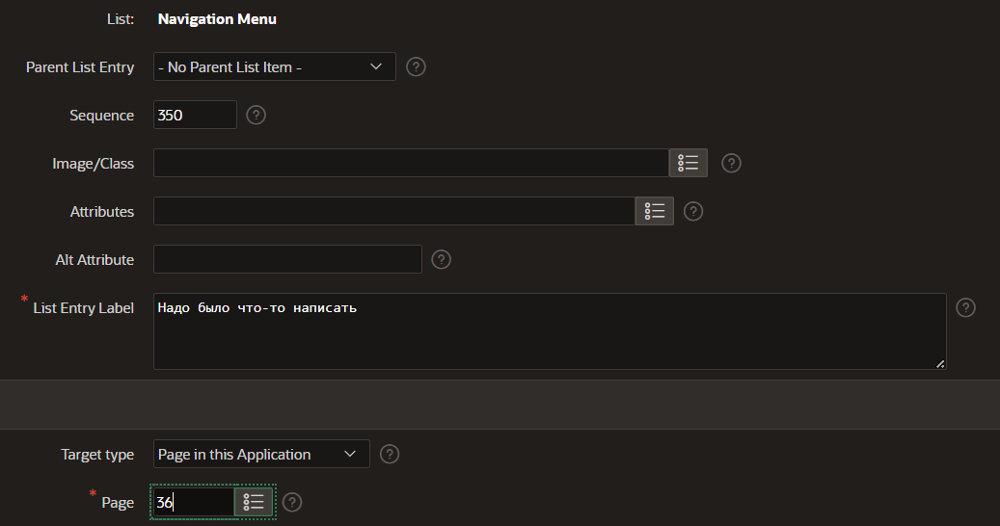 List: Navigation Menu
Parent List Entry - No Parent List Item - ?
Sequence 350 ?
Image/Class ?
Attributes ?
Alt Attribute ?
* List Entry Label Надо было что-то написать ?
Target type Page in this Application ?
* Page 36 ?